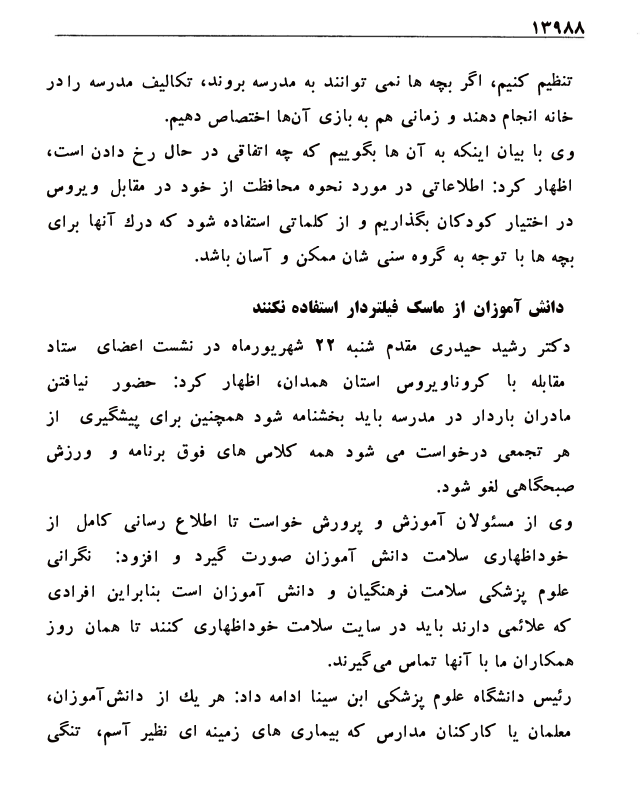 ۱۳۹۸۸
تنظیم کنیم، اگر بچه ها نمی توانند به مدرسه بروند، تکالیف مدرسه را در
خانه انجام دهند و زمانی هم به بازی آن‌ها اختصاص دهیم.
وی با بیان اینکه به آن ها بگوییم که چه اتفاقی در حال رخ دادن است،
اظهار کرد: اطلاعاتی در مورد نحوه محافظت از خود در مقابل ویروس
در اختیار کودکان بگذاریم و از کلماتی استفاده شود که درك آنها برای
بچه ها با توجه به گروه سنی شان ممکن و آسان باشد.
دانش آموزان از ماسک فیلتردار استفاده نکنند
دکتر رشید حیدری مقدم شنبه ۲۲ شهریورماه در نشست اعضای ستاد
مقابله با کروناویروس استان همدان، اظهار کرد: حضور نیافتن
مادران باردار در مدرسه باید بخشنامه شود همچنین برای پیشگیری از
هر تجمعی درخواست می شود همه کلاس های فوق برنامه و ورزش
صبحگاهی لغو شود.
وی از مسئولان آموزش و پرورش خواست تا اطلاع رسانی کامل از
خوداظهاری سلامت دانش آموزان صورت گیرد و افزود: نگرانی
علوم پزشکی سلامت فرهنگیان و دانش آموزان است بنابراین افرادی
که علائمی دارند باید در سایت سلامت خوداظهاری کنند تا همان روز
همکاران ما با آنها تماس می‌گیرند.
رئیس دانشگاه علوم پزشکی ابن سینا ادامه داد: هر یك از دانش‌آموزان،
معلمان یا کارکنان مدارس که بیماری های زمینه ای نظیر آسم، تنگی